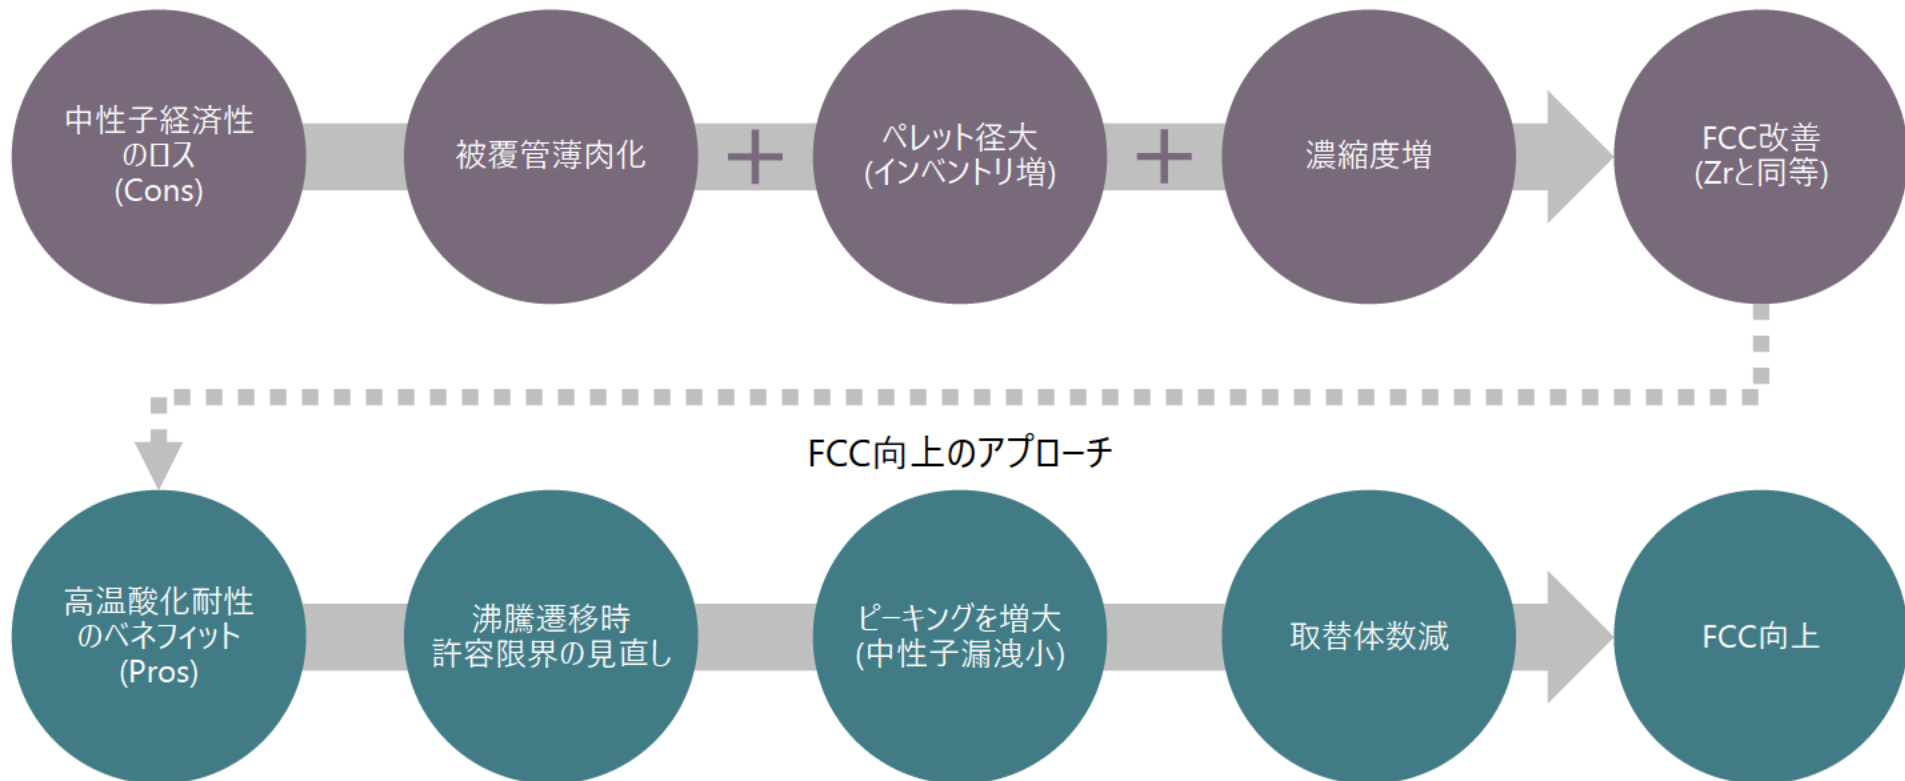 中性子経済性
のロス
(Cons)
被覆管薄肉化
＋
ペレット径大
(インベントリ増)
＋
濃縮度増
FCC改善
(Zrと同等)
FCC向上のアプローチ
高温酸化耐性
のベネフィット
(Pros)
沸騰遷移時
許容限界の見直し
ピーキングを増大
(中性子漏洩小)
取替体数減
FCC向上